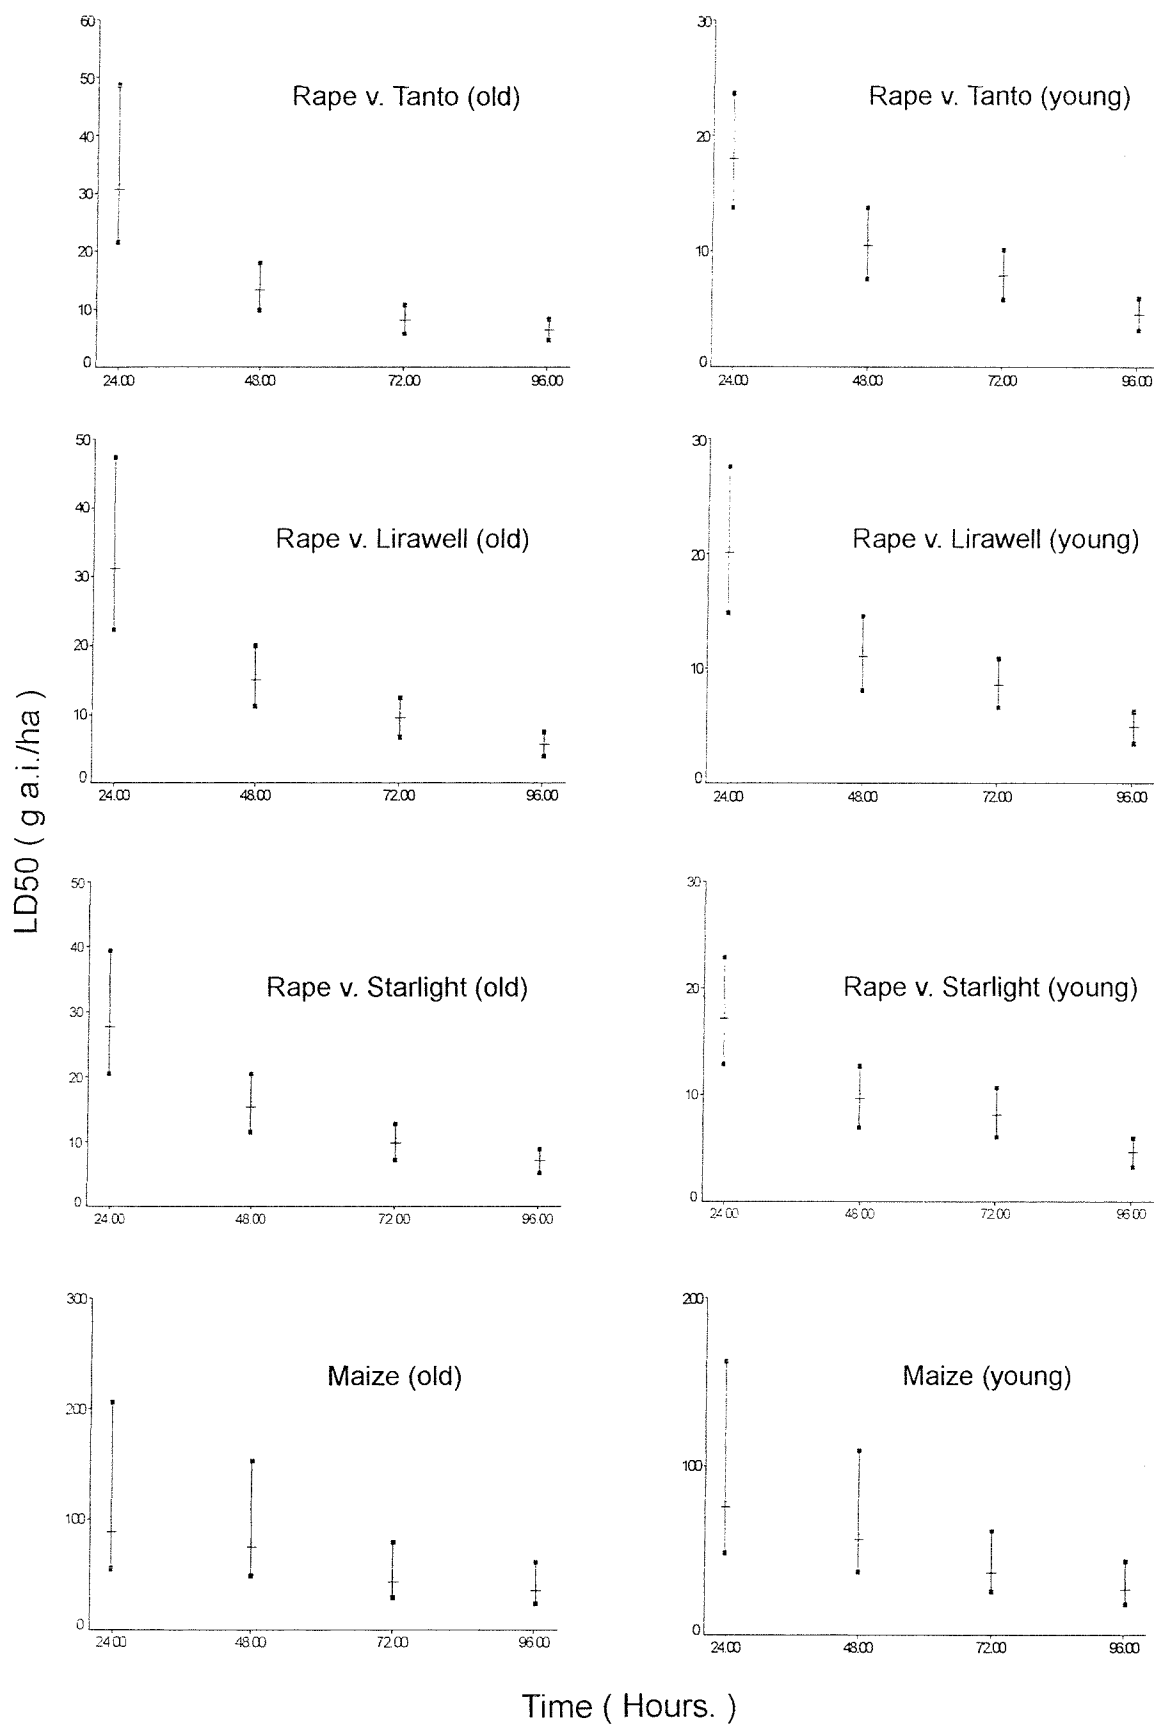 LD50 ( g a.i./ha )
60
50
40
30
20
10
0
Rape v. Tanto (old)
24.00 48.00 72.00 96.00
30
20
10
0
Rape v. Tanto (young)
24.00 48.00 72.00 96.00
50
40
30
20
10
0
Rape v. Lirawell (old)
24.00 48.00 72.00 96.00
30
20
10
0
Rape v. Lirawell (young)
24.00 48.00 72.00 96.00
50
40
30
20
10
0
Rape v. Starlight (old)
24.00 48.00 72.00 96.00
30
20
10
0
Rape v. Starlight (young)
24.00 48.00 72.00 96.00
300
200
100
0
Maize (old)
24.00 48.00 72.00 96.00
200
100
0
Maize (young)
24.00 48.00 72.00 96.00
Time ( Hours. )